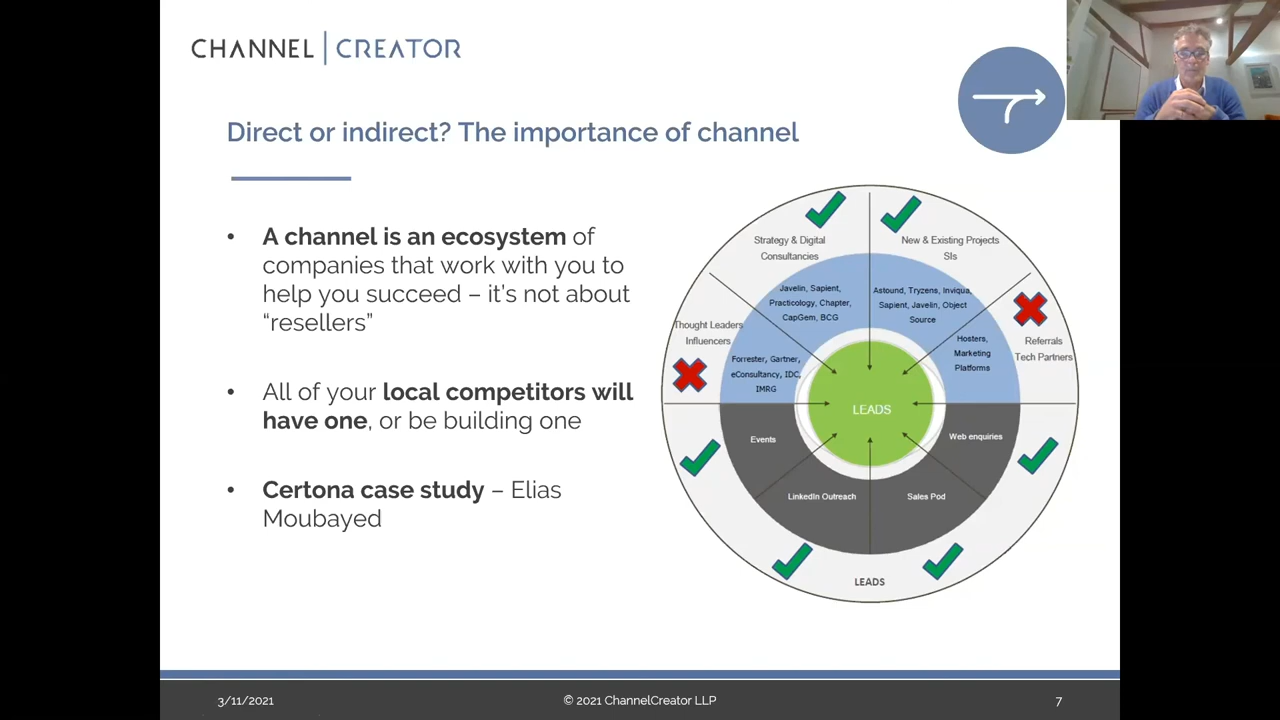 CHANNEL | CREATOR
Direct or indirect? The importance of channel
• A channel is an ecosystem of
companies that work with you to
help you succeed – it's not about
“resellers”
• All of your local competitors will
have one, or be building one
• Certona case study – Elias
Moubayed
Strategy & Digital
Consultancies
New & Existing Projects
SIs
Javelin, Sapient,
Practicology, Chapter,
CapGem, BCG
Astound, Tryzens, Inviqua,
Sapient, Javelin, Object
Source
Thought Leaders
Influencers
Referrals
Tech Partners
Forrester, Gartner,
eConsultancy, IDC,
IMRG
Hosters,
Marketing
Platforms
LEADS
Events
Web enquiries
LinkedIn Outreach
Sales Pod
LEADS
3/11/2021
© 2021 ChannelCreator LLP
7